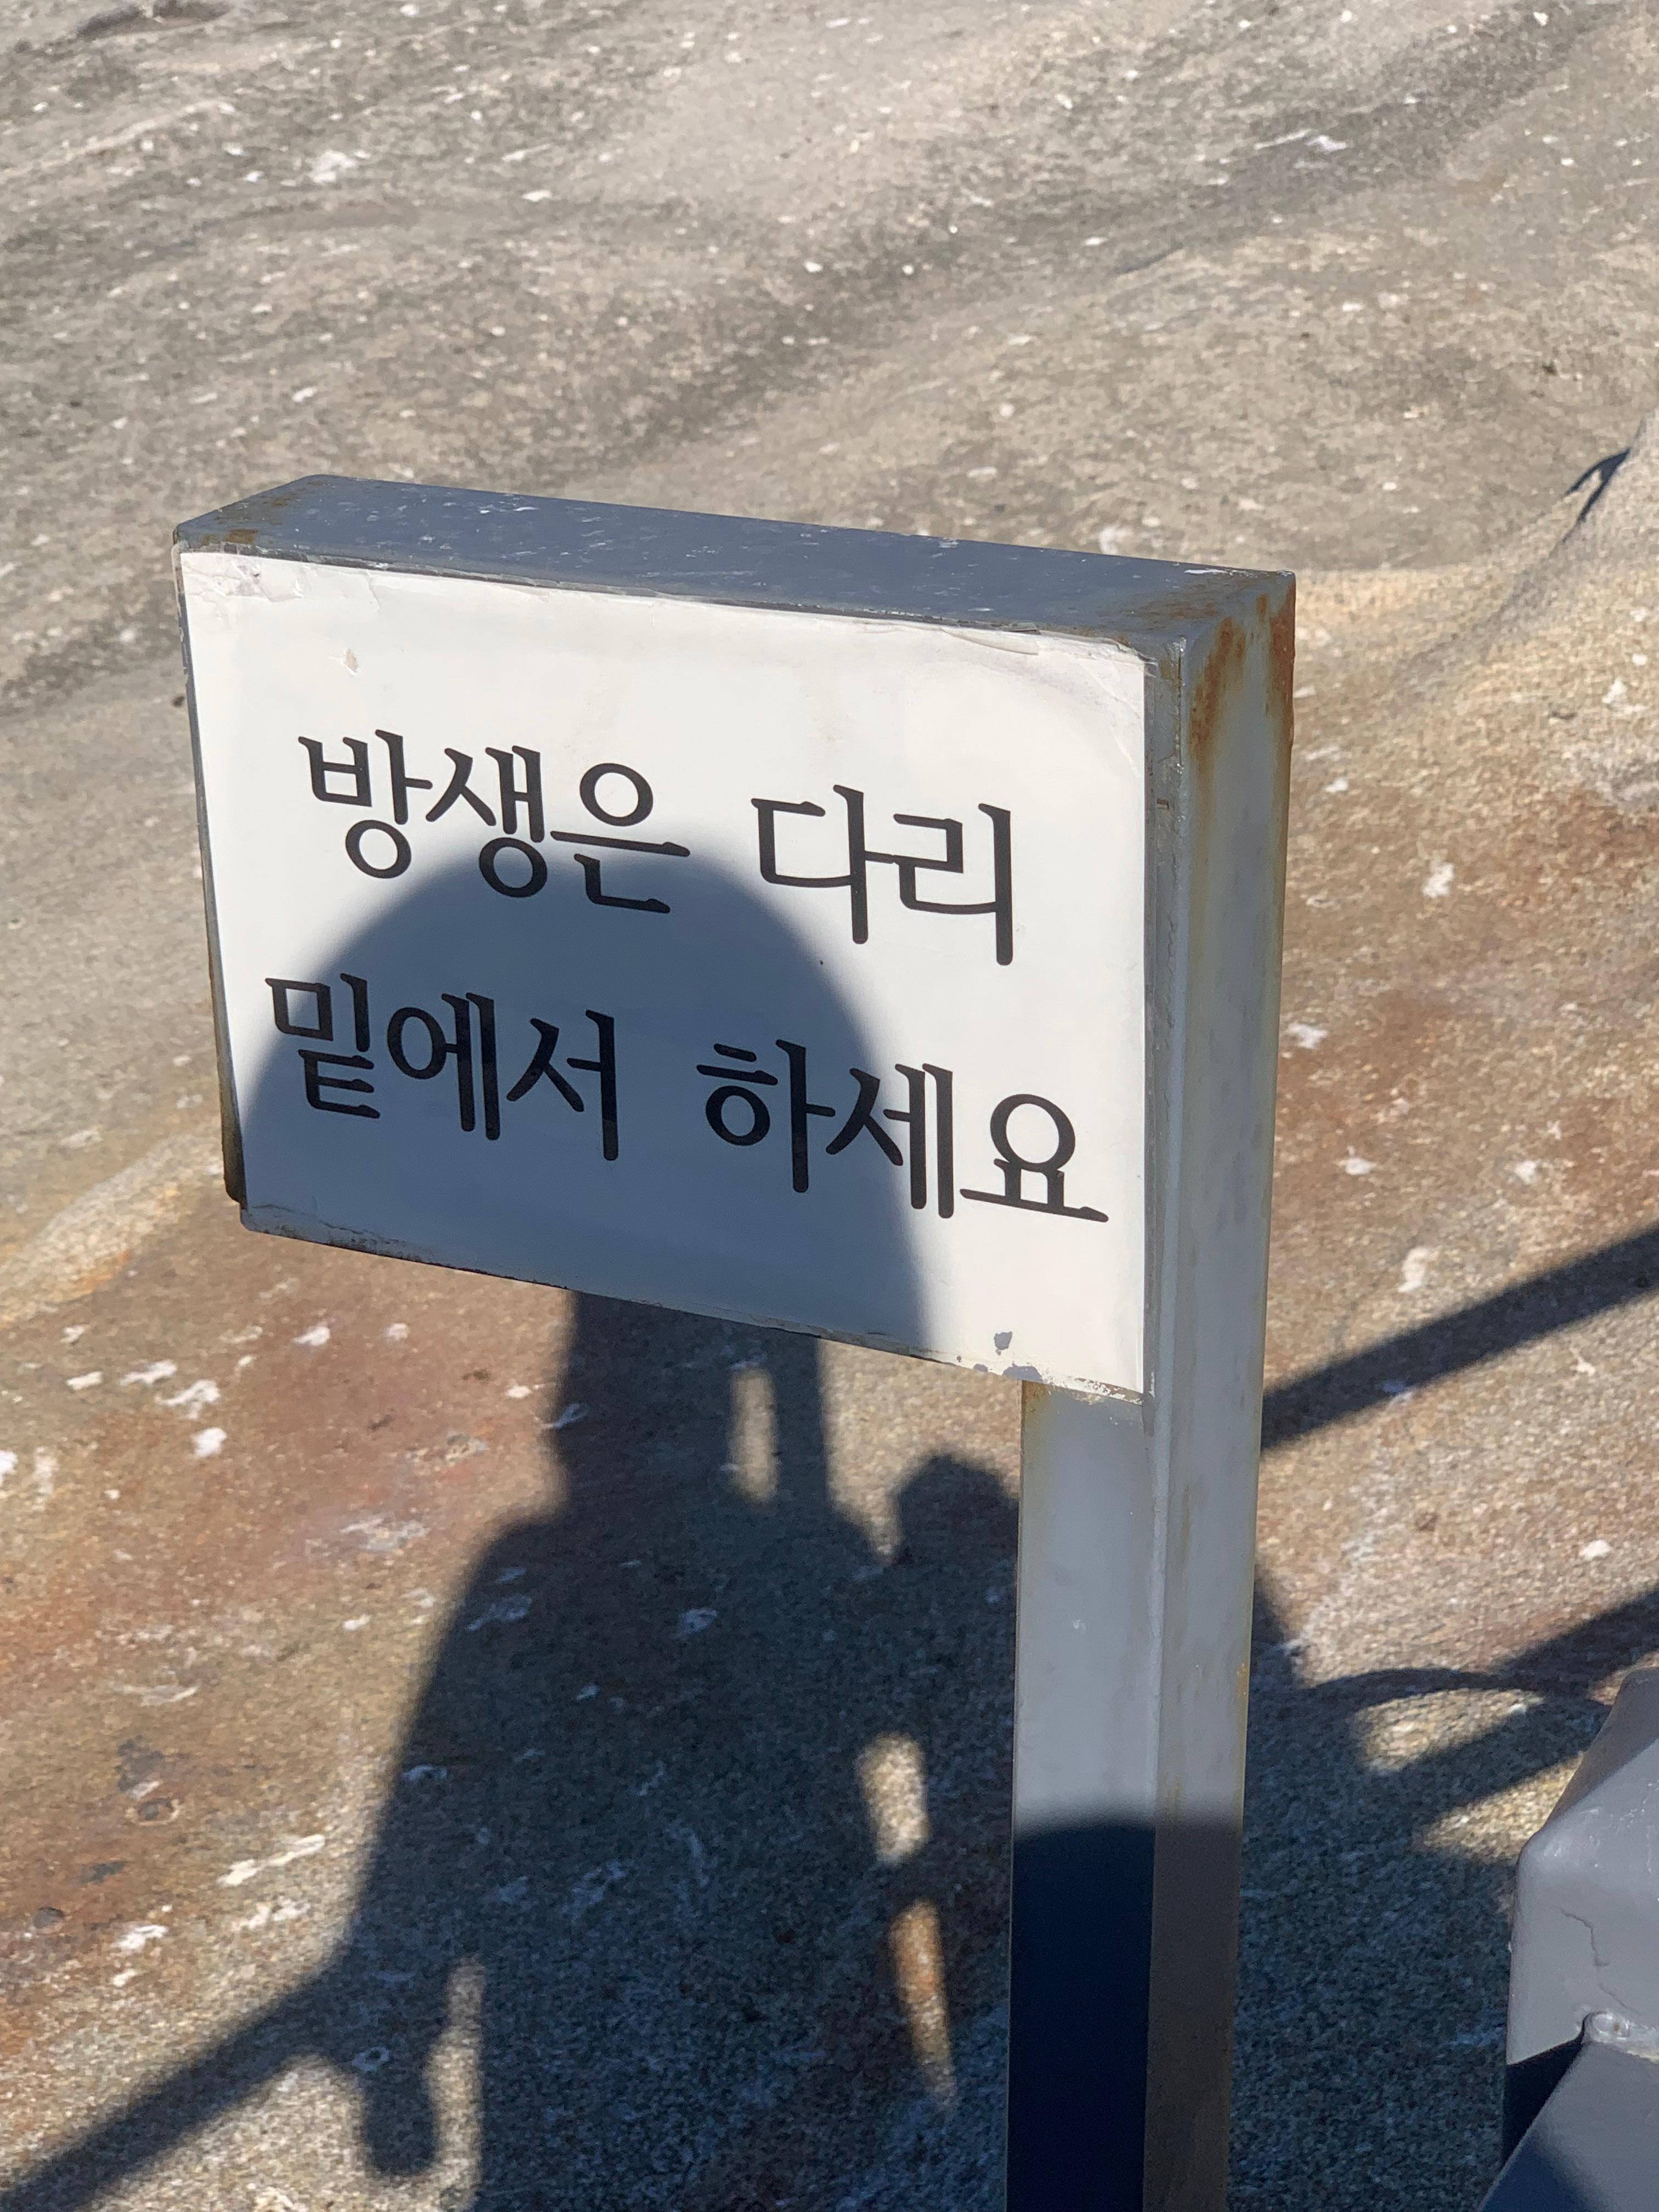 방생은 다리
밑에서 하세요